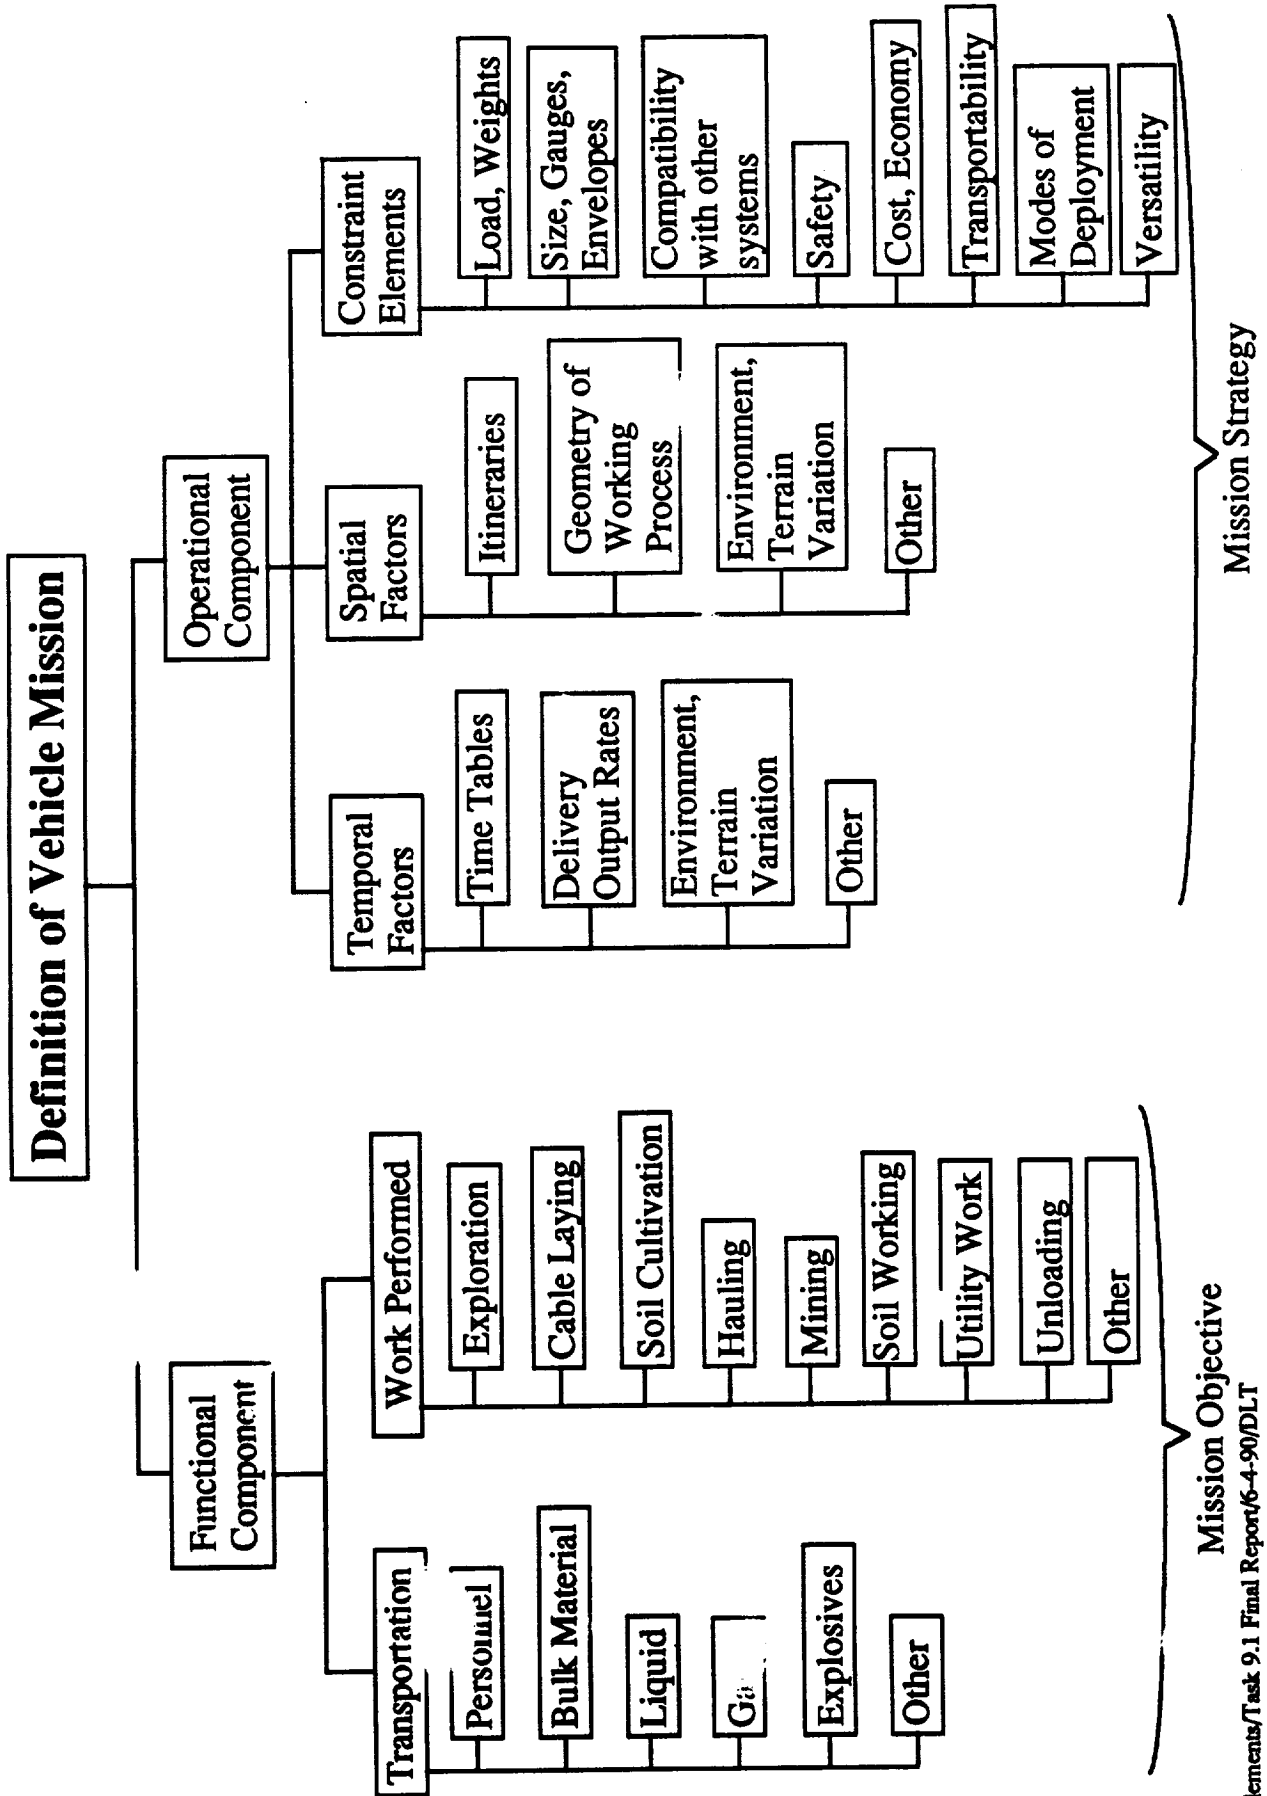 Definition of Vehicle Mission
Functional
Component
Transportation
Personnel
Bulk Material
Liquid
Explosives
Other
Work Performed
Exploration
Cable Laying
Soil Cultivation
Hauling
Mining
Soil Working
Utility Work
Unloading
Other
Mission Objective
Operational
Component
Temporal
Factors
Time Tables
Delivery
Output Rates
Environment,
Terrain
Variation
Other
Spatial
Factors
Itineraries
Geometry of
Working
Process
Environment,
Terrain
Variation
Other
Constraint
Elements
Load, Weights
Size, Gauges,
Envelopes
Compatibility
with other
systems
Safety
Cost, Economy
Transportability
Modes of
Deployment
Versatility
Mission Strategy
lements/Task 9.1 Final Report/6-4-90/DLT